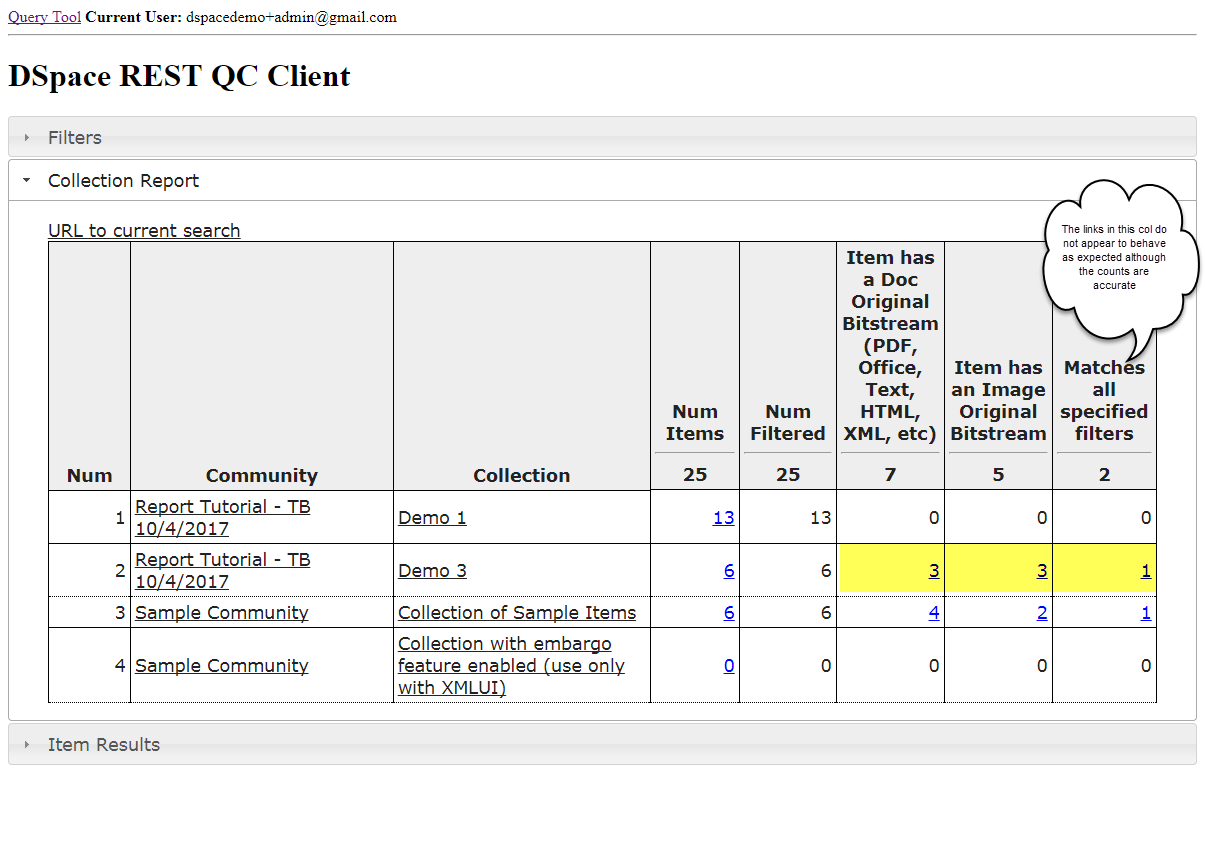 Query Tool Current User: dspacedemo+admin@gmail.com
DSpace REST QC Client
Filters
Collection Report
URL to current search
The links in this col do
not appear to behave
as expected although
the counts are
accurate
Num
Community
Collection
Num
Items
25
Num
Filtered
25
Item has
a Doc
Original
Bitstream
(PDF,
Office,
Text,
HTML,
XML, etc)
7
Item has
an Image
Original
Bitstream
5
Matches
all
specified
filters
2
1 Report Tutorial - TB
10/4/2017
Demo 1 13 13 0 0 0
2 Report Tutorial - TB
10/4/2017
Demo 3 6 6 3 3 1
3 Sample Community Collection of Sample Items 6 6 4 2 1
4 Sample Community
Collection with embargo
feature enabled (use only
with XMLUI)
0 0 0 0 0
Item Results